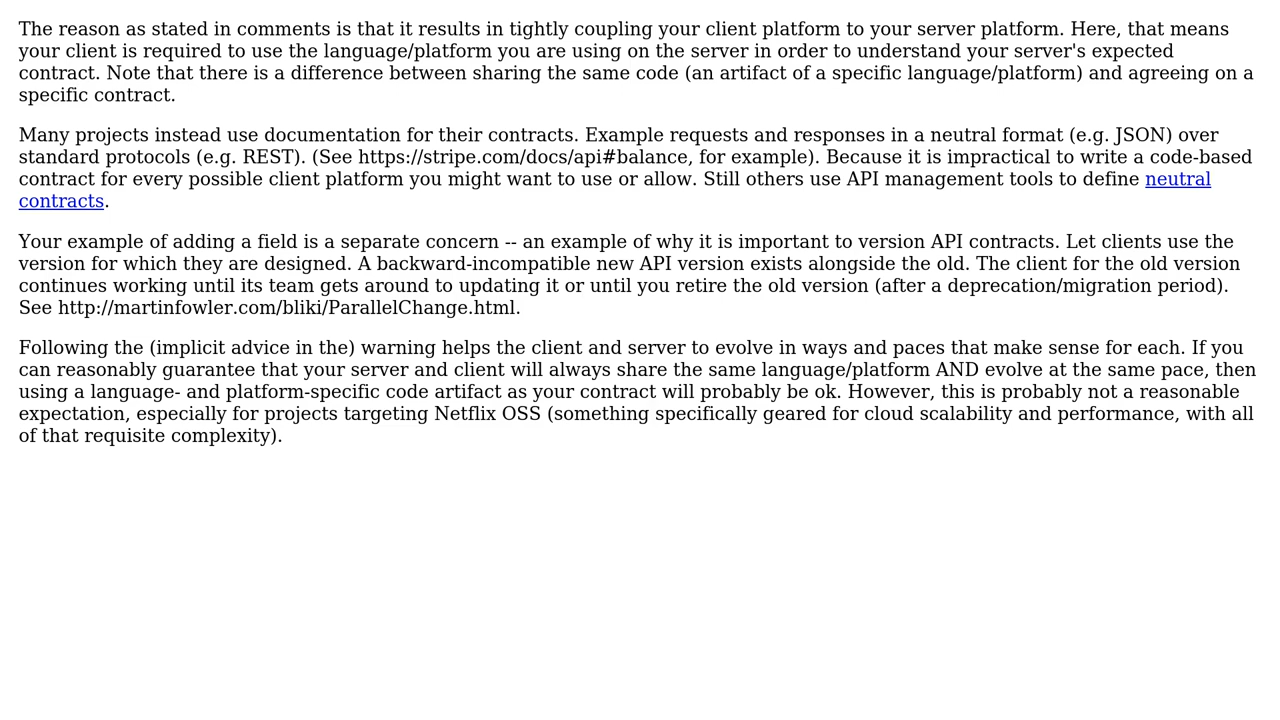 The reason as stated in comments is that it results in tightly coupling your client platform to your server platform. Here, that means
your client is required to use the language/platform you are using on the server in order to understand your server's expected
contract. Note that there is a difference between sharing the same code (an artifact of a specific language/platform) and agreeing on a
specific contract.
Many projects instead use documentation for their contracts. Example requests and responses in a neutral format (e.g. JSON) over
standard protocols (e.g. REST). (See https://stripe.com/docs/api#balance, for example). Because it is impractical to write a code-based
contract for every possible client platform you might want to use or allow. Still others use API management tools to define neutral
contracts.
Your example of adding a field is a separate concern -- an example of why it is important to version API contracts. Let clients use the
version for which they are designed. A backward-incompatible new API version exists alongside the old. The client for the old version
continues working until its team gets around to updating it or until you retire the old version (after a deprecation/migration period).
See http://martinfowler.com/bliki/ParallelChange.html.
Following the (implicit advice in the) warning helps the client and server to evolve in ways and paces that make sense for each. If you
can reasonably guarantee that your server and client will always share the same language/platform AND evolve at the same pace, then
using a language- and platform-specific code artifact as your contract will probably be ok. However, this is probably not a reasonable
expectation, especially for projects targeting Netflix OSS (something specifically geared for cloud scalability and performance, with all
of that requisite complexity).